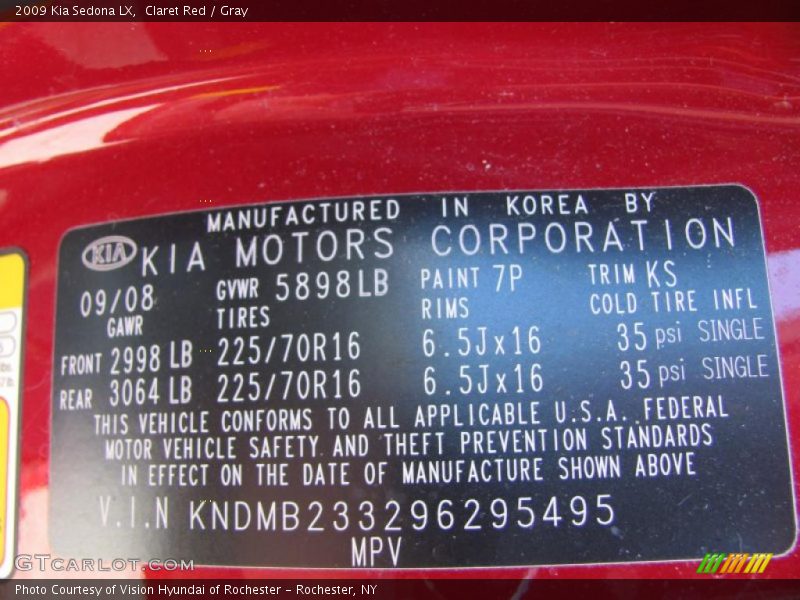 2009 Kia Sedona LX, Claret Red / Gray
MANUFACTURED IN KOREA BY
KIA KIA MOTORS CORPORATION
09/08 GVWR 5898LB PAINT 7P TRIM KS
GAWR TIRES RIMS COLD TIRE INFL
FRONT 2998 LB 225/70R16 6.5Jx16 35 psi SINGLE
REAR 3064 LB 225/70R16 6.5Jx16 35 psi SINGLE
THIS VEHICLE CONFORMS TO ALL APPLICABLE U.S.A. FEDERAL
MOTOR VEHICLE SAFETY AND THEFT PREVENTION STANDARDS
IN EFFECT ON THE DATE OF MANUFACTURE SHOWN ABOVE
V.I.N KNDMB233296295495
MPV
GTCARLOT.COM
Photo Courtesy of Vision Hyundai of Rochester - Rochester, NY